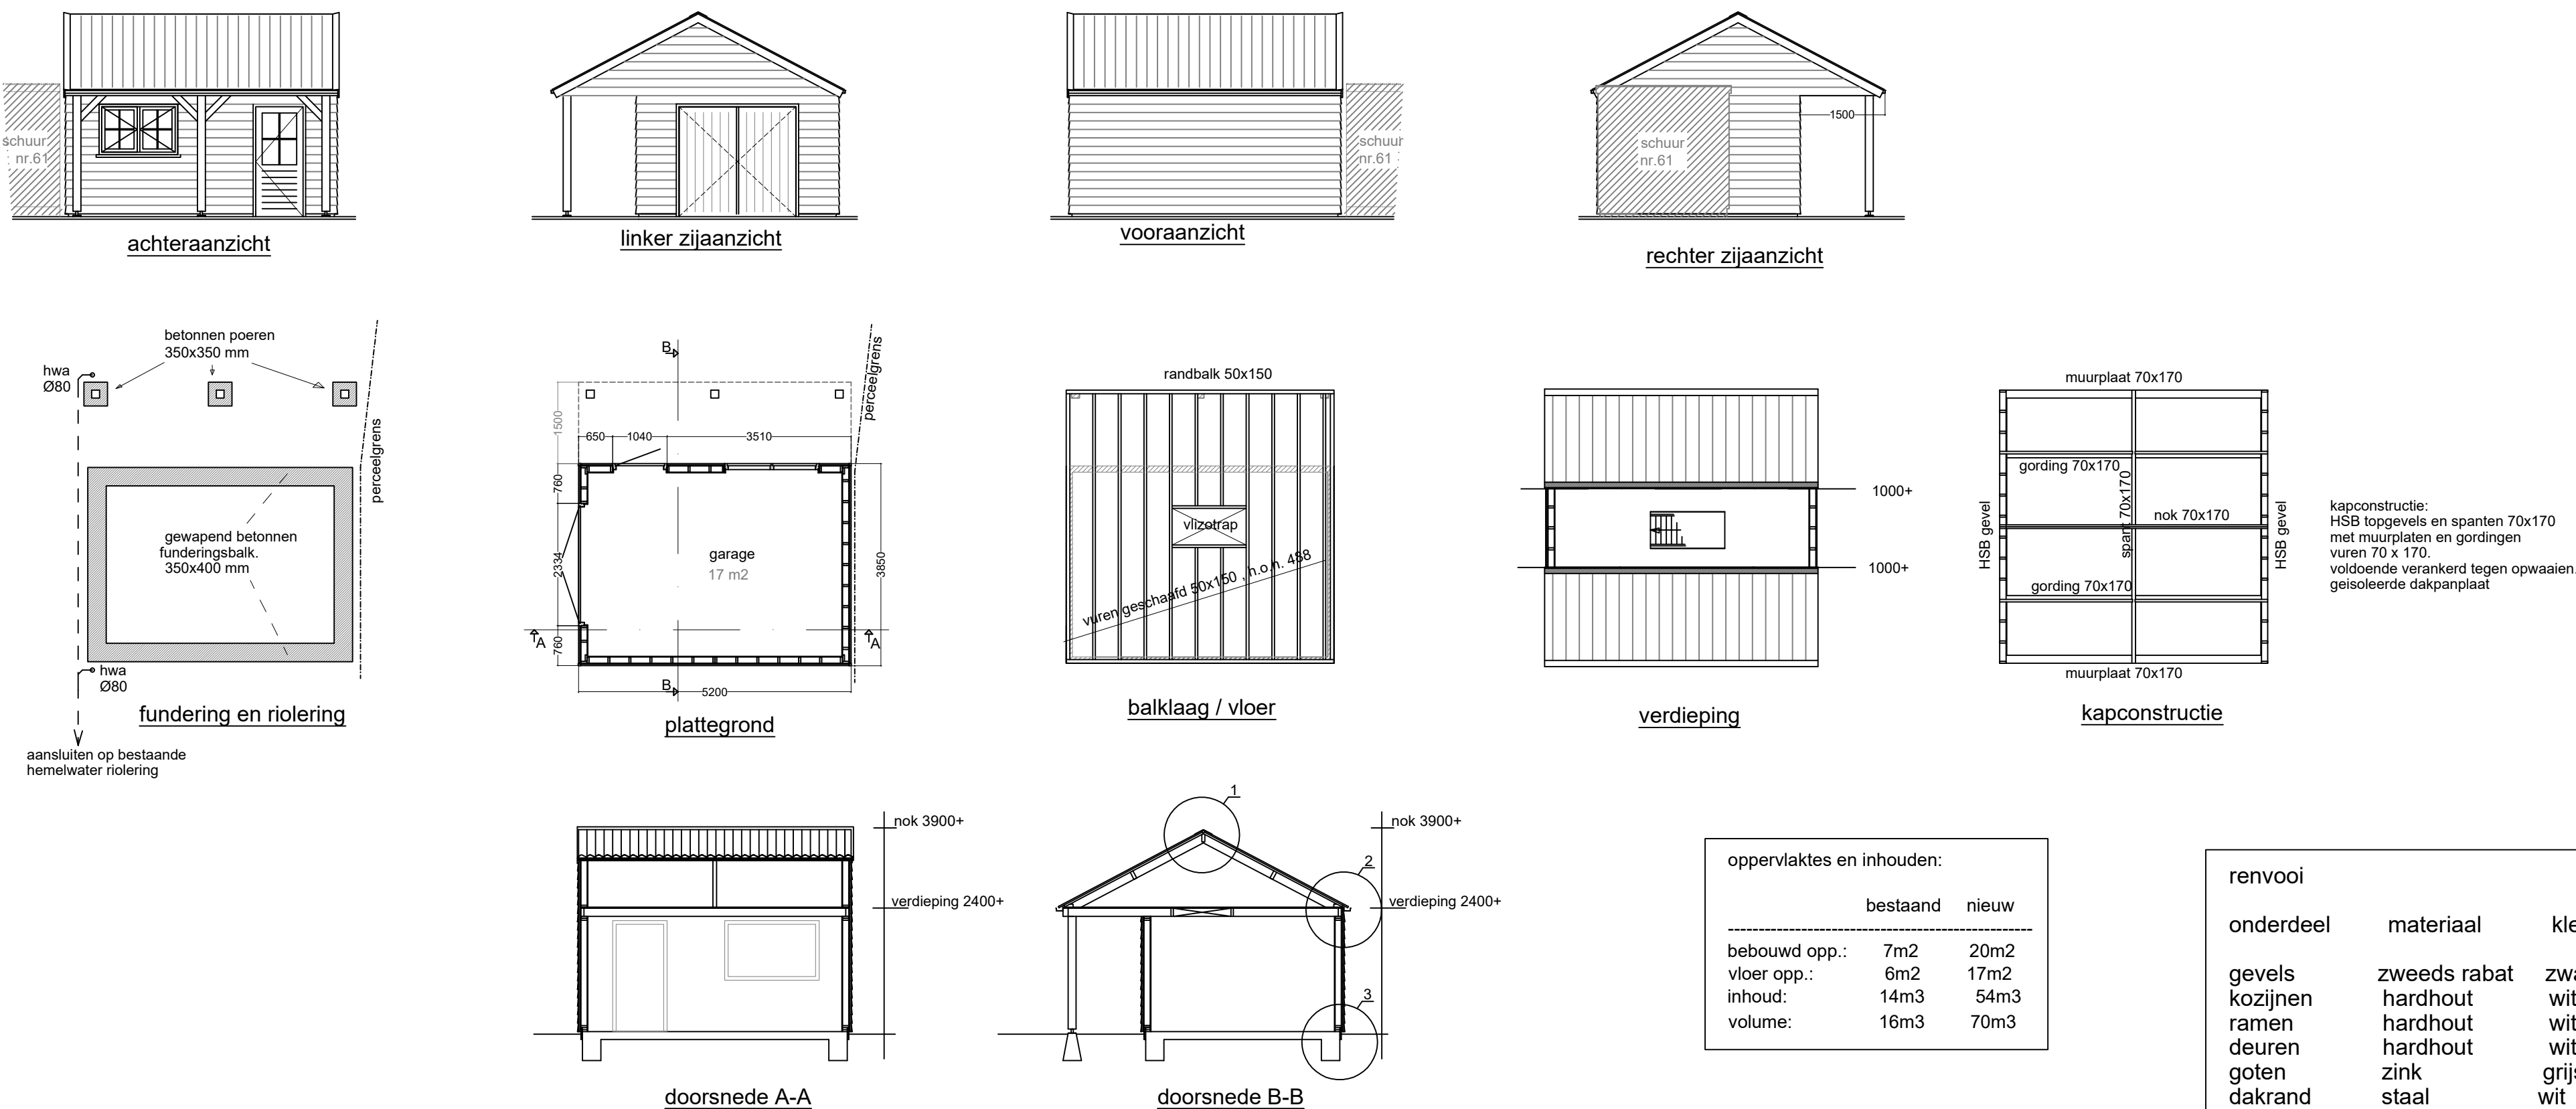 schuur
nr.61
achteraanzicht
linker zijaanzicht
schuur
nr.61
vooraanzicht
1500
schuur
nr.61
rechter zijaanzicht
betonnen poeren
350x350 mm
hwa
Ø80
perceelgrens
gewapend betonnen
funderingsbalk.
350x400 mm
hwa
Ø80
fundering en riolering
aansluiten op bestaande
hemelwater riolering
B
perceelgrens
1500
650 1040 3510
760
2334
760
garage
17 m2
3850
A
A
B
5200
plattegrond
randbalk 50x150
vlizotrap
vuren geschaafd 50x150 , h.o.n. 488
balklaag / vloer
1000+
1000+
verdieping
muurplaat 70x170
gording 70x170
spant 70x170
nok 70x170
HSB gevel
HSB gevel
gording 70x170
muurplaat 70x170
kapconstructie
kapconstructie:
HSB topgevels en spanten 70x170
met muurplaten en gordingen
vuren 70 x 170.
voldoende verankerd tegen opwaaien.
geisoleerde dakpanplaat
nok 3900+
verdieping 2400+
doorsnede A-A
1
nok 3900+
2
verdieping 2400+
3
doorsnede B-B
oppervlaktes en inhouden:
bestaand nieuw
bebouwd opp.: 7m2 20m2
vloer opp.: 6m2 17m2
inhoud: 14m3 54m3
volume: 16m3 70m3
renvooi
onderdeel materiaal
gevels zweeds rabat
kozijnen hardhout wit
ramen hardhout wit
deuren hardhout wit
goten zink grijs
dakrand staal wit